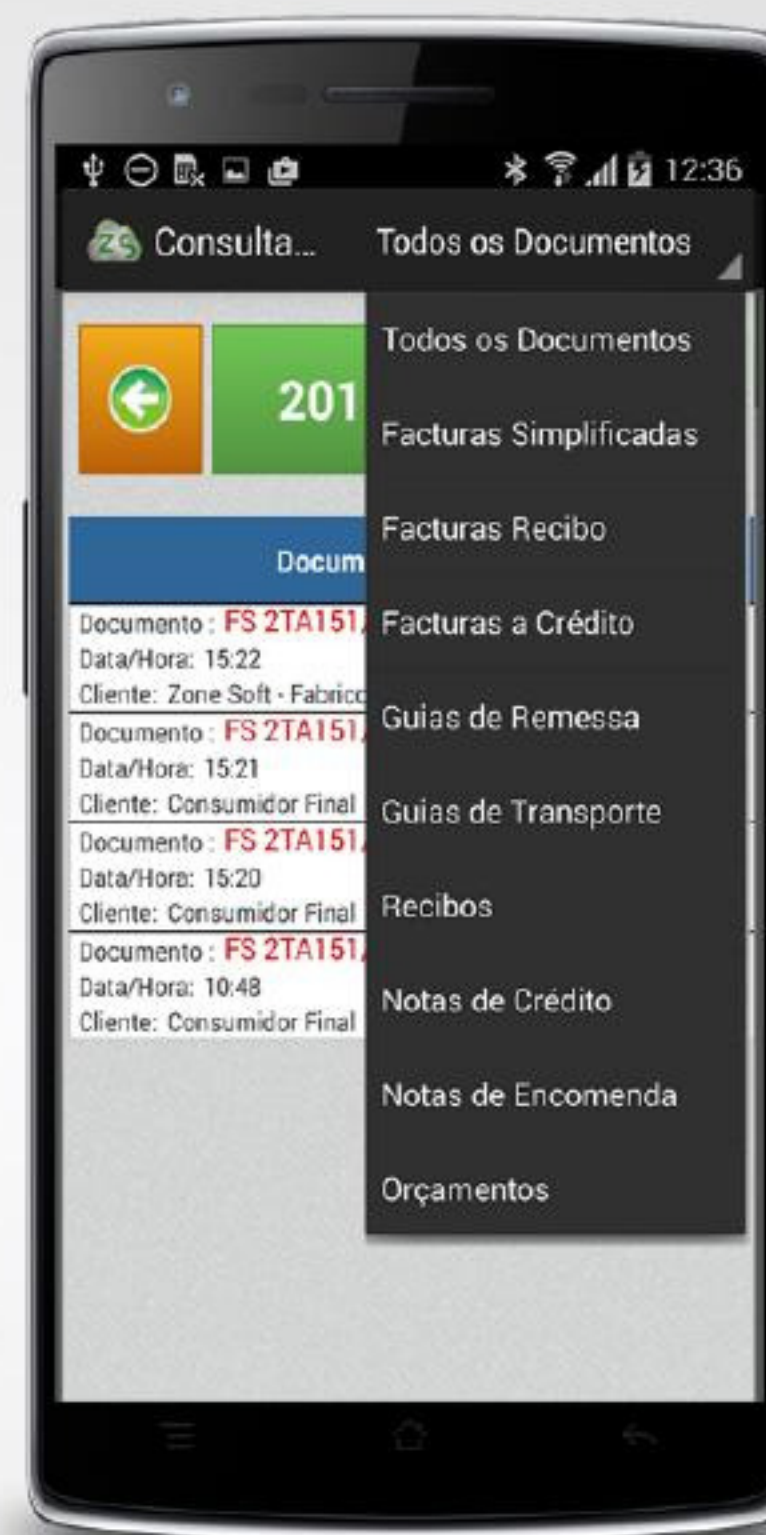 12:36
ZS Consulta... Todos os Documentos
Todos os Documentos
201
Facturas Simplificadas
Facturas Recibo
Docum
Documento : FS 2TA151
Facturas a Crédito
Data/Hora: 15:22
Cliente: Zone Soft - Fabric
Guias de Remessa
Documento : FS 2TA151
Data/Hora: 15:21
Cliente: Consumidor Final
Guias de Transporte
Documento : FS 2TA151
Data/Hora: 15:20
Cliente: Consumidor Final
Recibos
Documento : FS 2TA151
Data/Hora: 10:48
Cliente: Consumidor Final
Notas de Crédito
Notas de Encomenda
Orçamentos